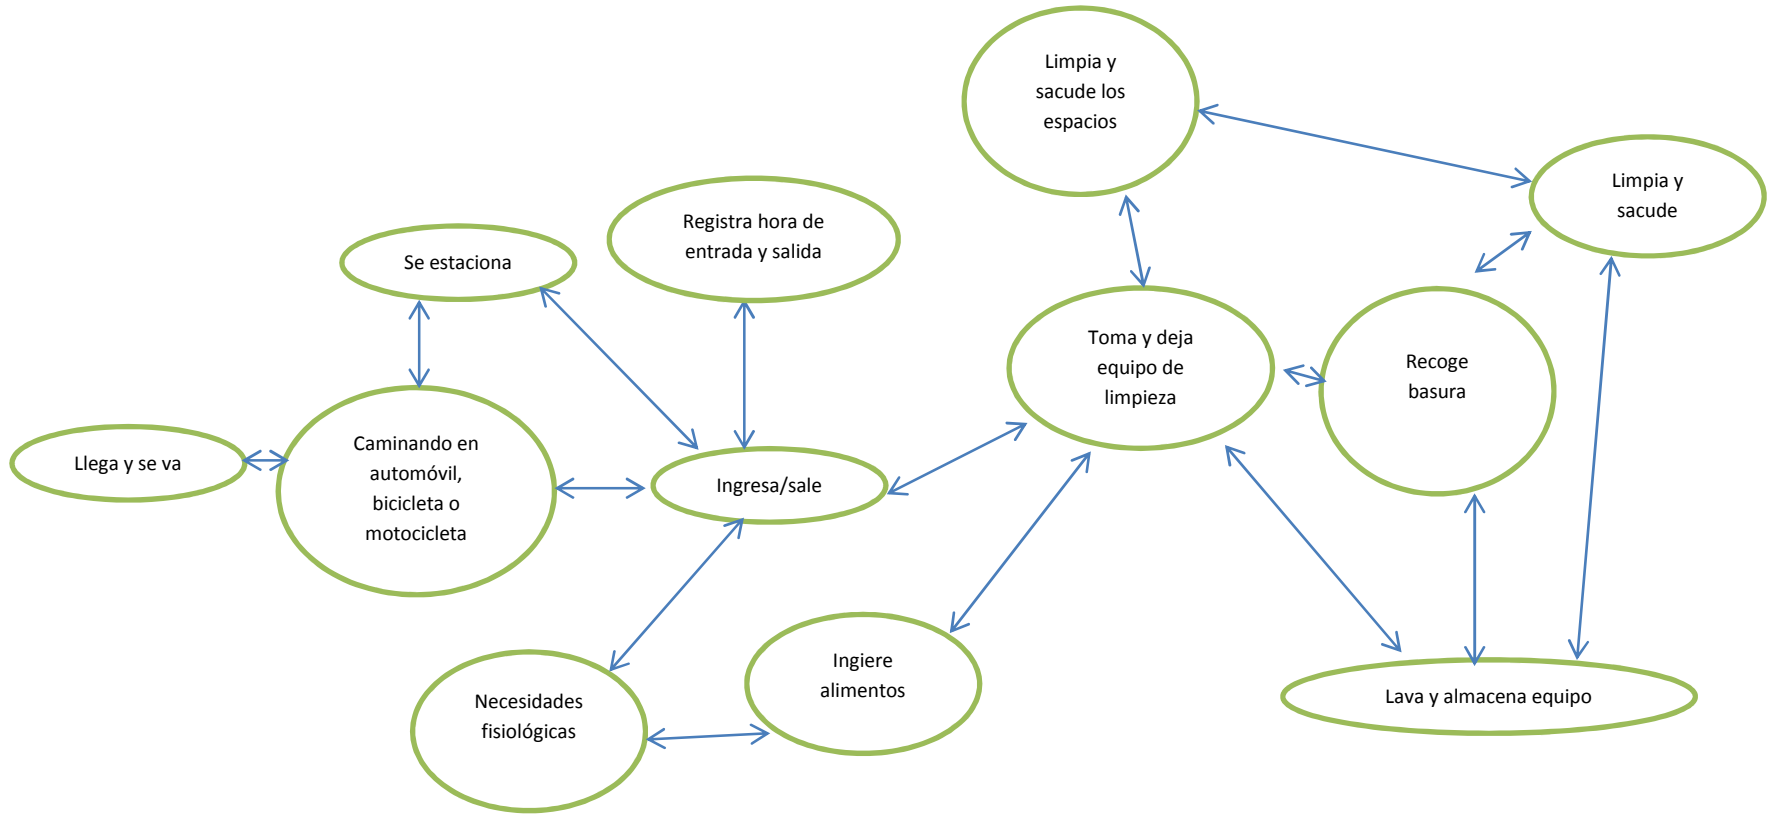 Limpia y
sacude los
espacios
Limpia y
sacude
Registra hora de
entrada y salida
Se estaciona
Toma y deja
equipo de
limpieza
Recoge
basura
Caminando en
automóvil,
bicicleta o
motocicleta
Llega y se va
Ingresa/sale
Ingiere
alimentos
Necesidades
fisiológicas
Lava y almacena equipo